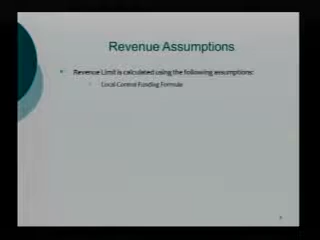 Revenue Assumptions
Revenue Limit is calculated using the following assumptions:
Local Control Funding Formula